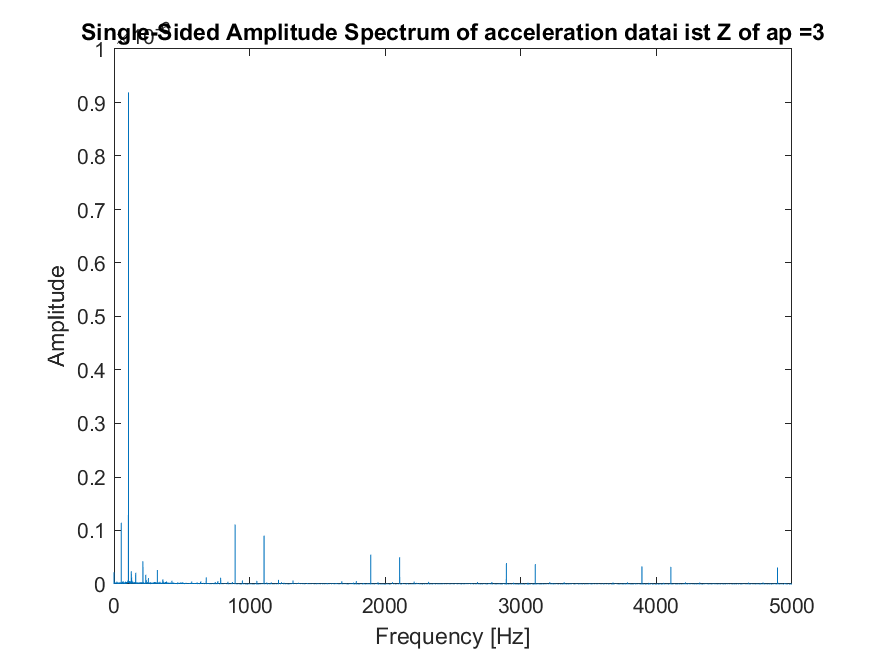 Single-Sided Amplitude Spectrum of acceleration datai ist Z of ap =3
1
0.9
0.8
0.7
0.6
0.5
0.4
0.3
0.2
0.1
0
Amplitude
0 1000 2000 3000 4000 5000
Frequency [Hz]